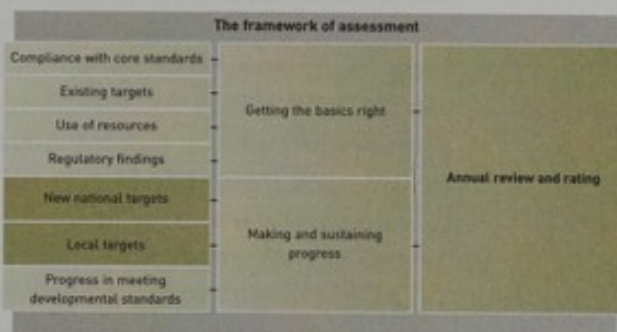 The framework of assessment
Compliance with core standards
Existing targets
Use of resources
Regulatory findings
New national targets
Local targets
Progress in meeting
developmental standards
Getting the basics right
Making and sustaining
progress
Annual review and rating